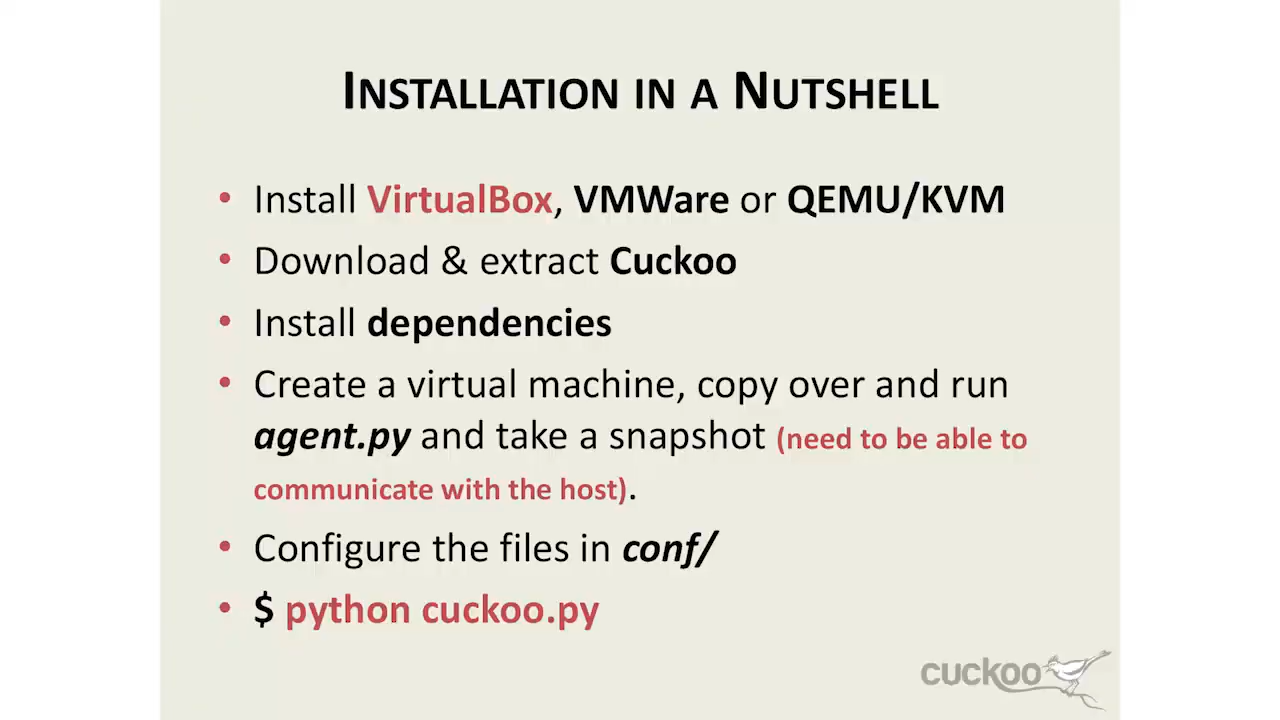 INSTALLATION IN A NUTSHELL
• Install VirtualBox, VMWare or QEMU/KVM
• Download & extract Cuckoo
• Install dependencies
• Create a virtual machine, copy over and run
agent.py and take a snapshot (need to be able to
communicate with the host).
• Configure the files in conf/
• $ python cuckoo.py
cuckoo